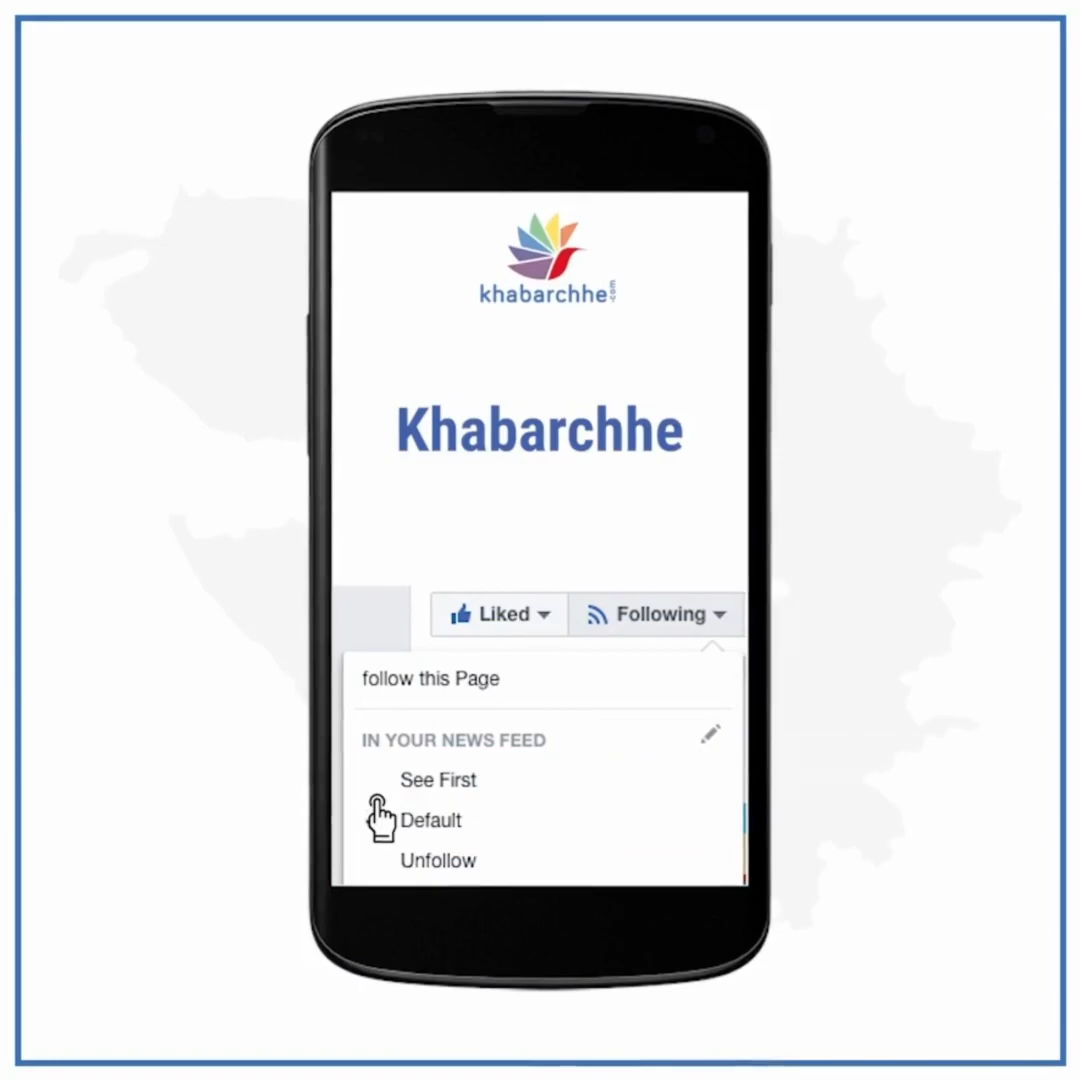 khabarchhe.com
Khabarchhe
Liked
Following
follow this Page
IN YOUR NEWS FEED
See First
Default
Unfollow